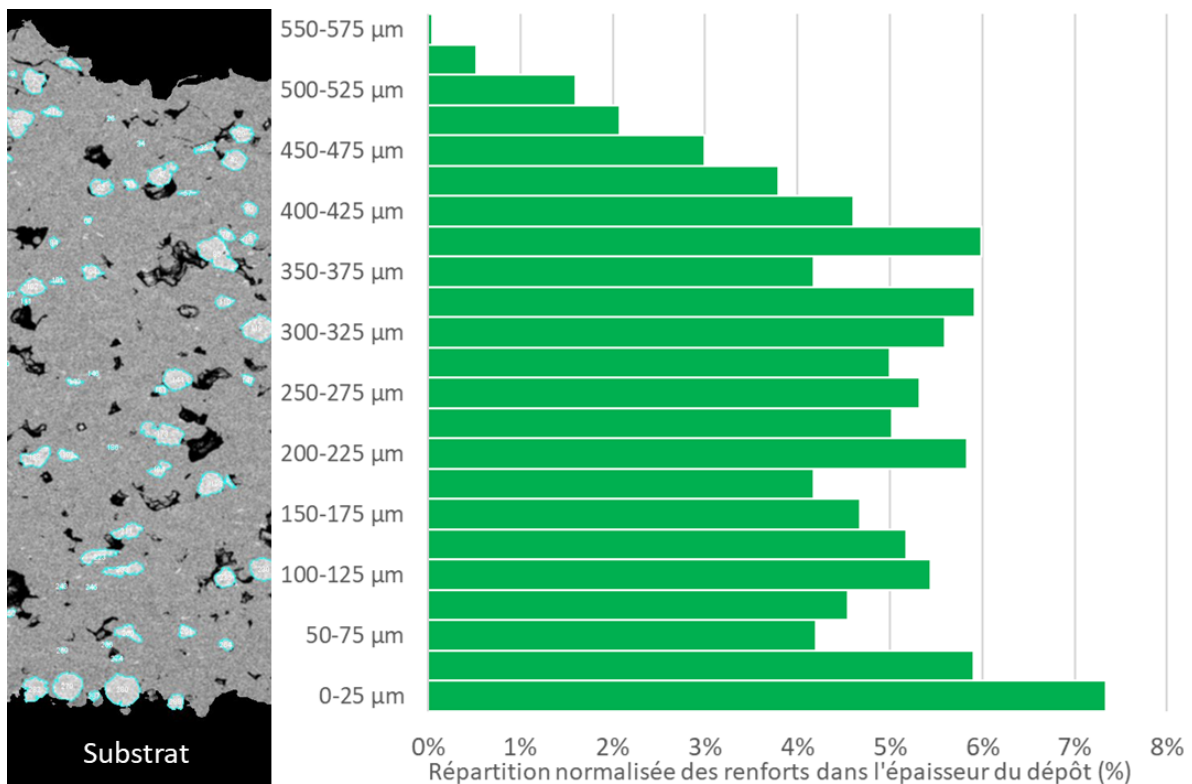 550-575 µm
500-525 µm
450-475 µm
400-425 µm
350-375 µm
300-325 µm
250-275 µm
200-225 µm
150-175 µm
100-125 µm
50-75 µm
0-25 µm
Substrat
0% 1% 2% 3% 4% 5% 6% 7% 8%
Répartition normalisée des renforts dans l'épaisseur du dépôt (%)